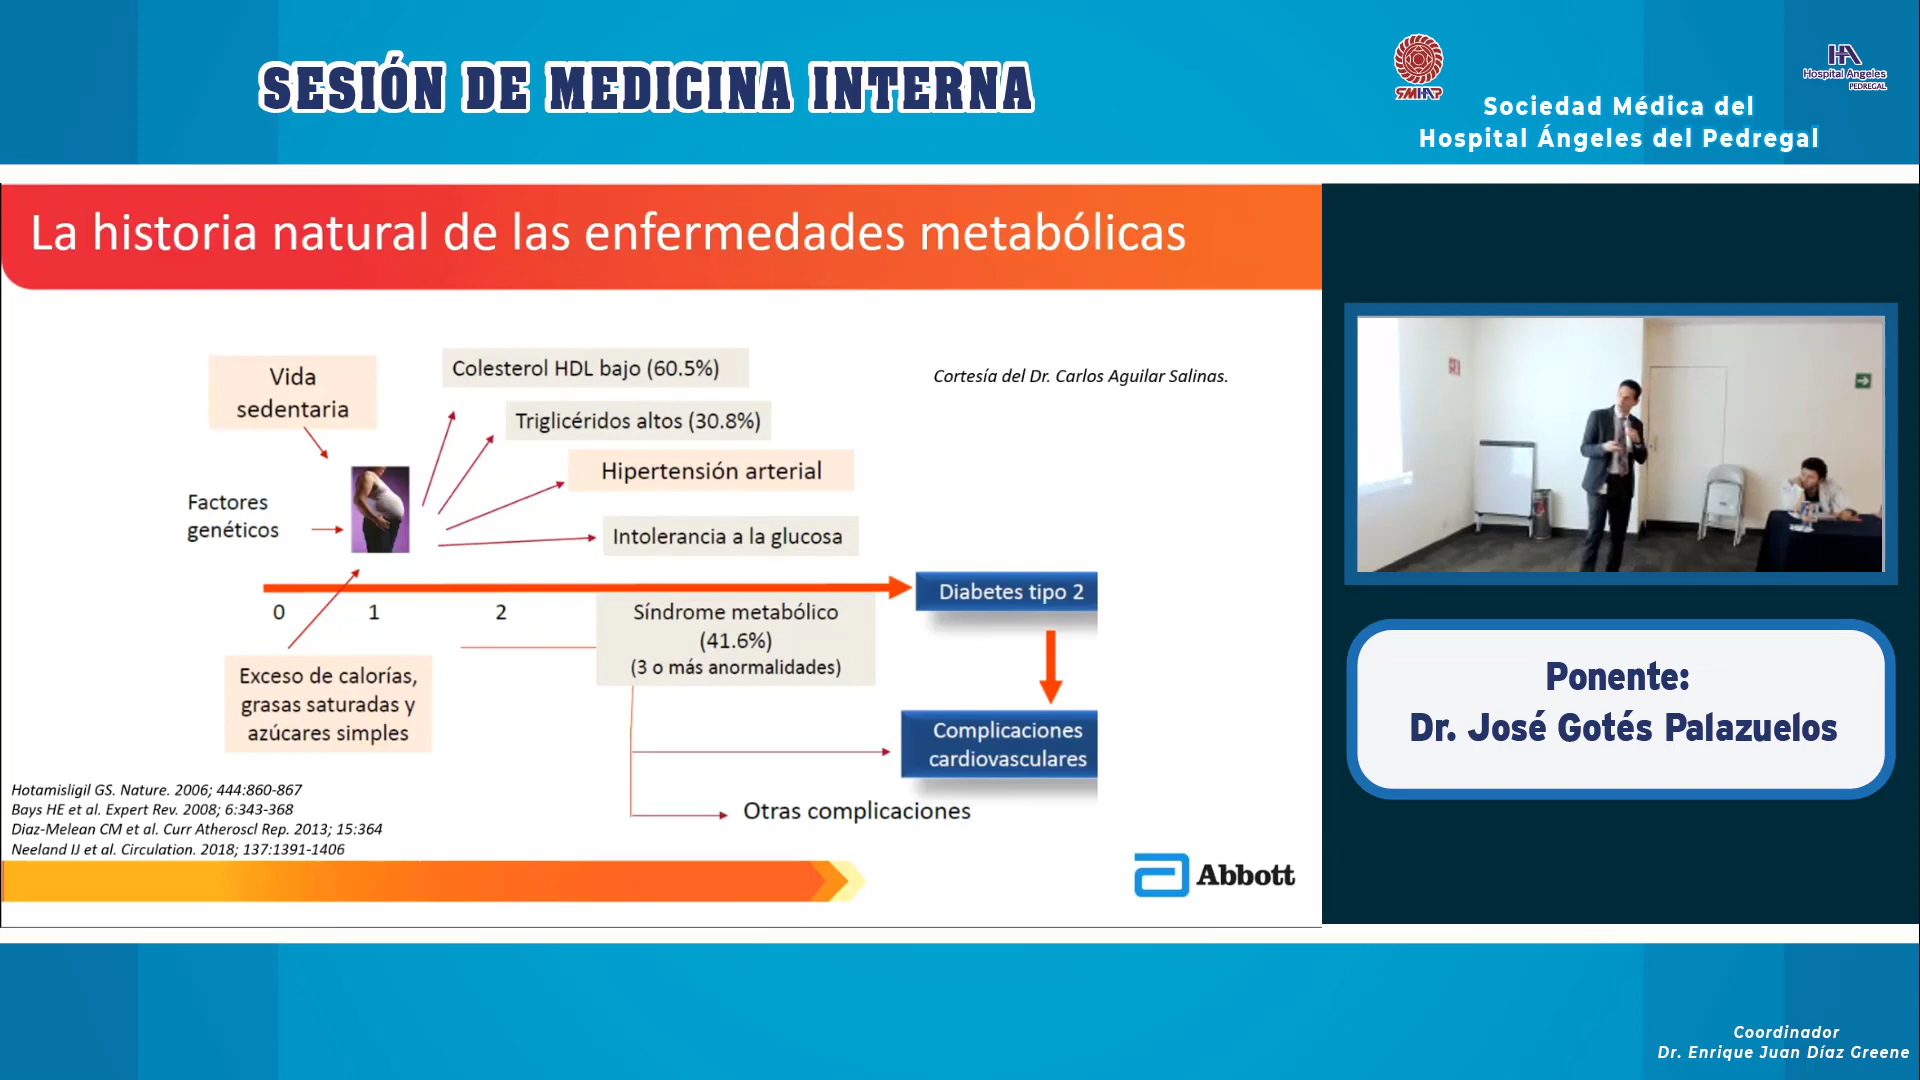 SESIÓN DE MEDICINA INTERNA
SMHAP
Sociedad Médica del
Hospital Ángeles del Pedregal
HA
Hospital Angeles
PEDREGAL
La historia natural de las enfermedades metabólicas
Vida
sedentaria
Colesterol HDL bajo (60.5%)
Cortesía del Dr. Carlos Aguilar Salinas.
Triglicéridos altos (30.8%)
Hipertensión arterial
Factores
genéticos
Intolerancia a la glucosa
Diabetes tipo 2
0 1 2
Síndrome metabólico
(41.6%)
(3 o más anormalidades)
Exceso de calorías,
grasas saturadas y
azúcares simples
Complicaciones
cardiovasculares
Otras complicaciones
Hotamisligil GS. Nature. 2006; 444:860-867
Bays HE et al. Expert Rev. 2008; 6:343-368
Diaz-Melean CM et al. Curr Atheroscl Rep. 2013; 15:364
Neeland IJ et al. Circulation. 2018; 137:1391-1406
Abbott
Ponente:
Dr. José Gotés Palazuelos
Coordinador
Dr. Enrique Juan Díaz Greene